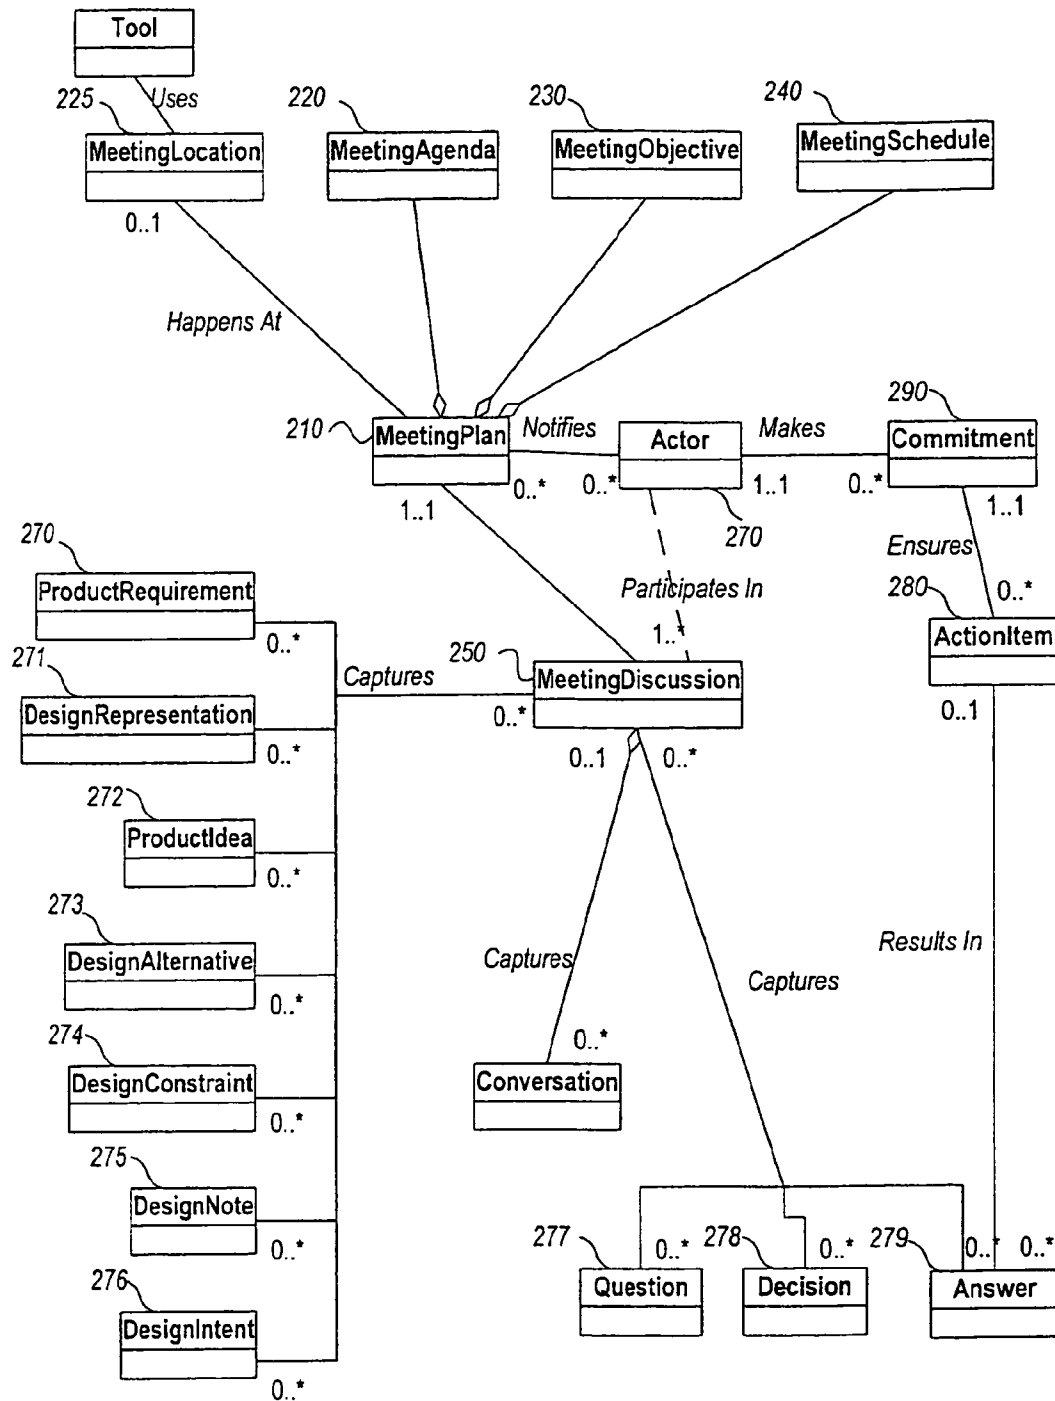 Tool
225
Uses
220
230
240
MeetingLocation
MeetingAgenda
MeetingObjective
MeetingSchedule
0..1
Happens At
210
MeetingPlan
Notifies
Actor
Makes
290
Commitment
1..1
0..*
0..*
270
1..1
0..*
1..1
Ensures
0..*
270
ProductRequirement
0..*
Participates In
1..*
280
ActionItem
0..1
271
DesignRepresentation
0..*
Captures
250
MeetingDiscussion
0..*
0..1
0..*
272
ProductIdea
0..*
273
DesignAlternative
0..*
Captures
Captures
Results In
274
DesignConstraint
0..*
0..*
Conversation
275
DesignNote
0..*
277
0..*
278
0..*
279
0..*
0..*
Question
Decision
Answer
276
DesignIntent
0..*